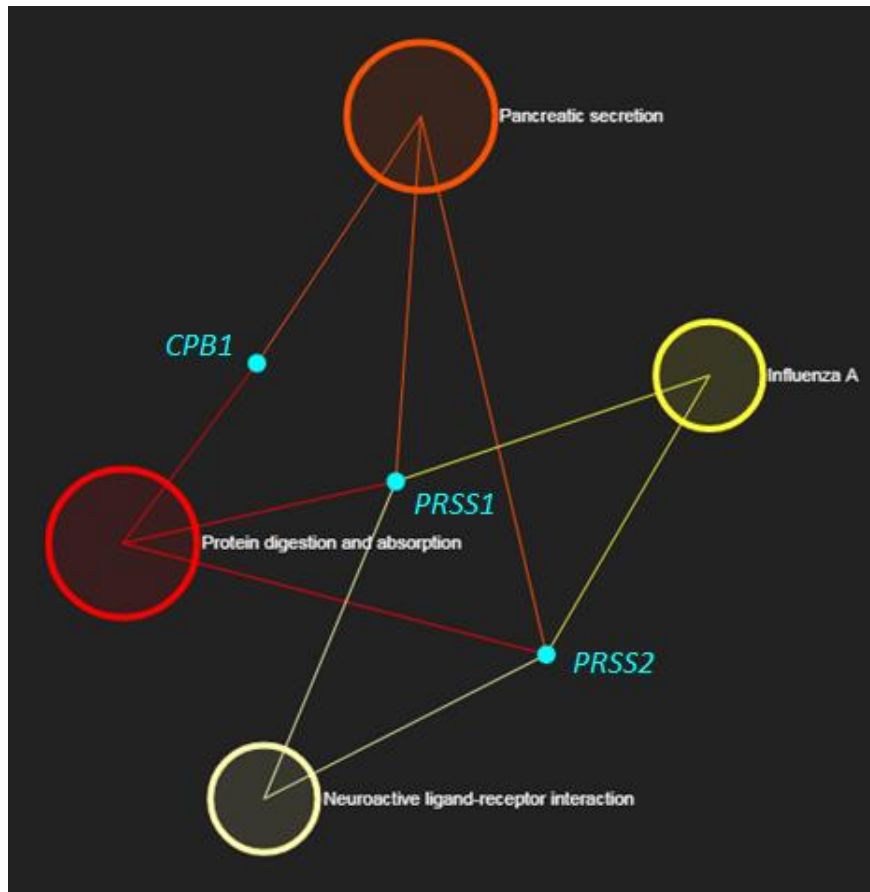 Pancreatic secretion
CPB1
Influenza A
PRSS1
Protein digestion and absorption
PRSS2
Neuroactive ligand-receptor interaction